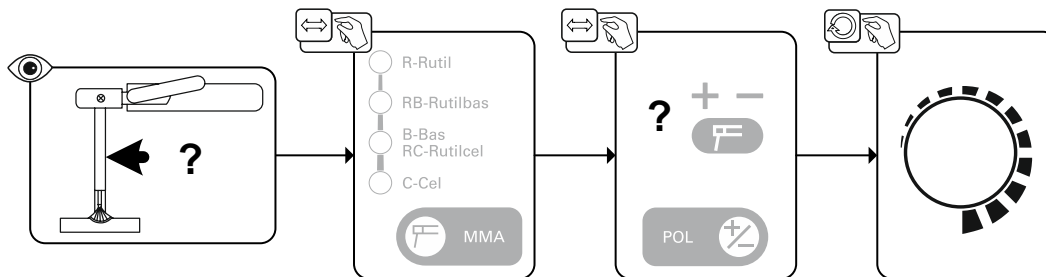 ?
R-Rutil
RB-Rutilbas
B-Bas
RC-Rutilcel
C-Cel
MMA
?
+ −
POL
+/−